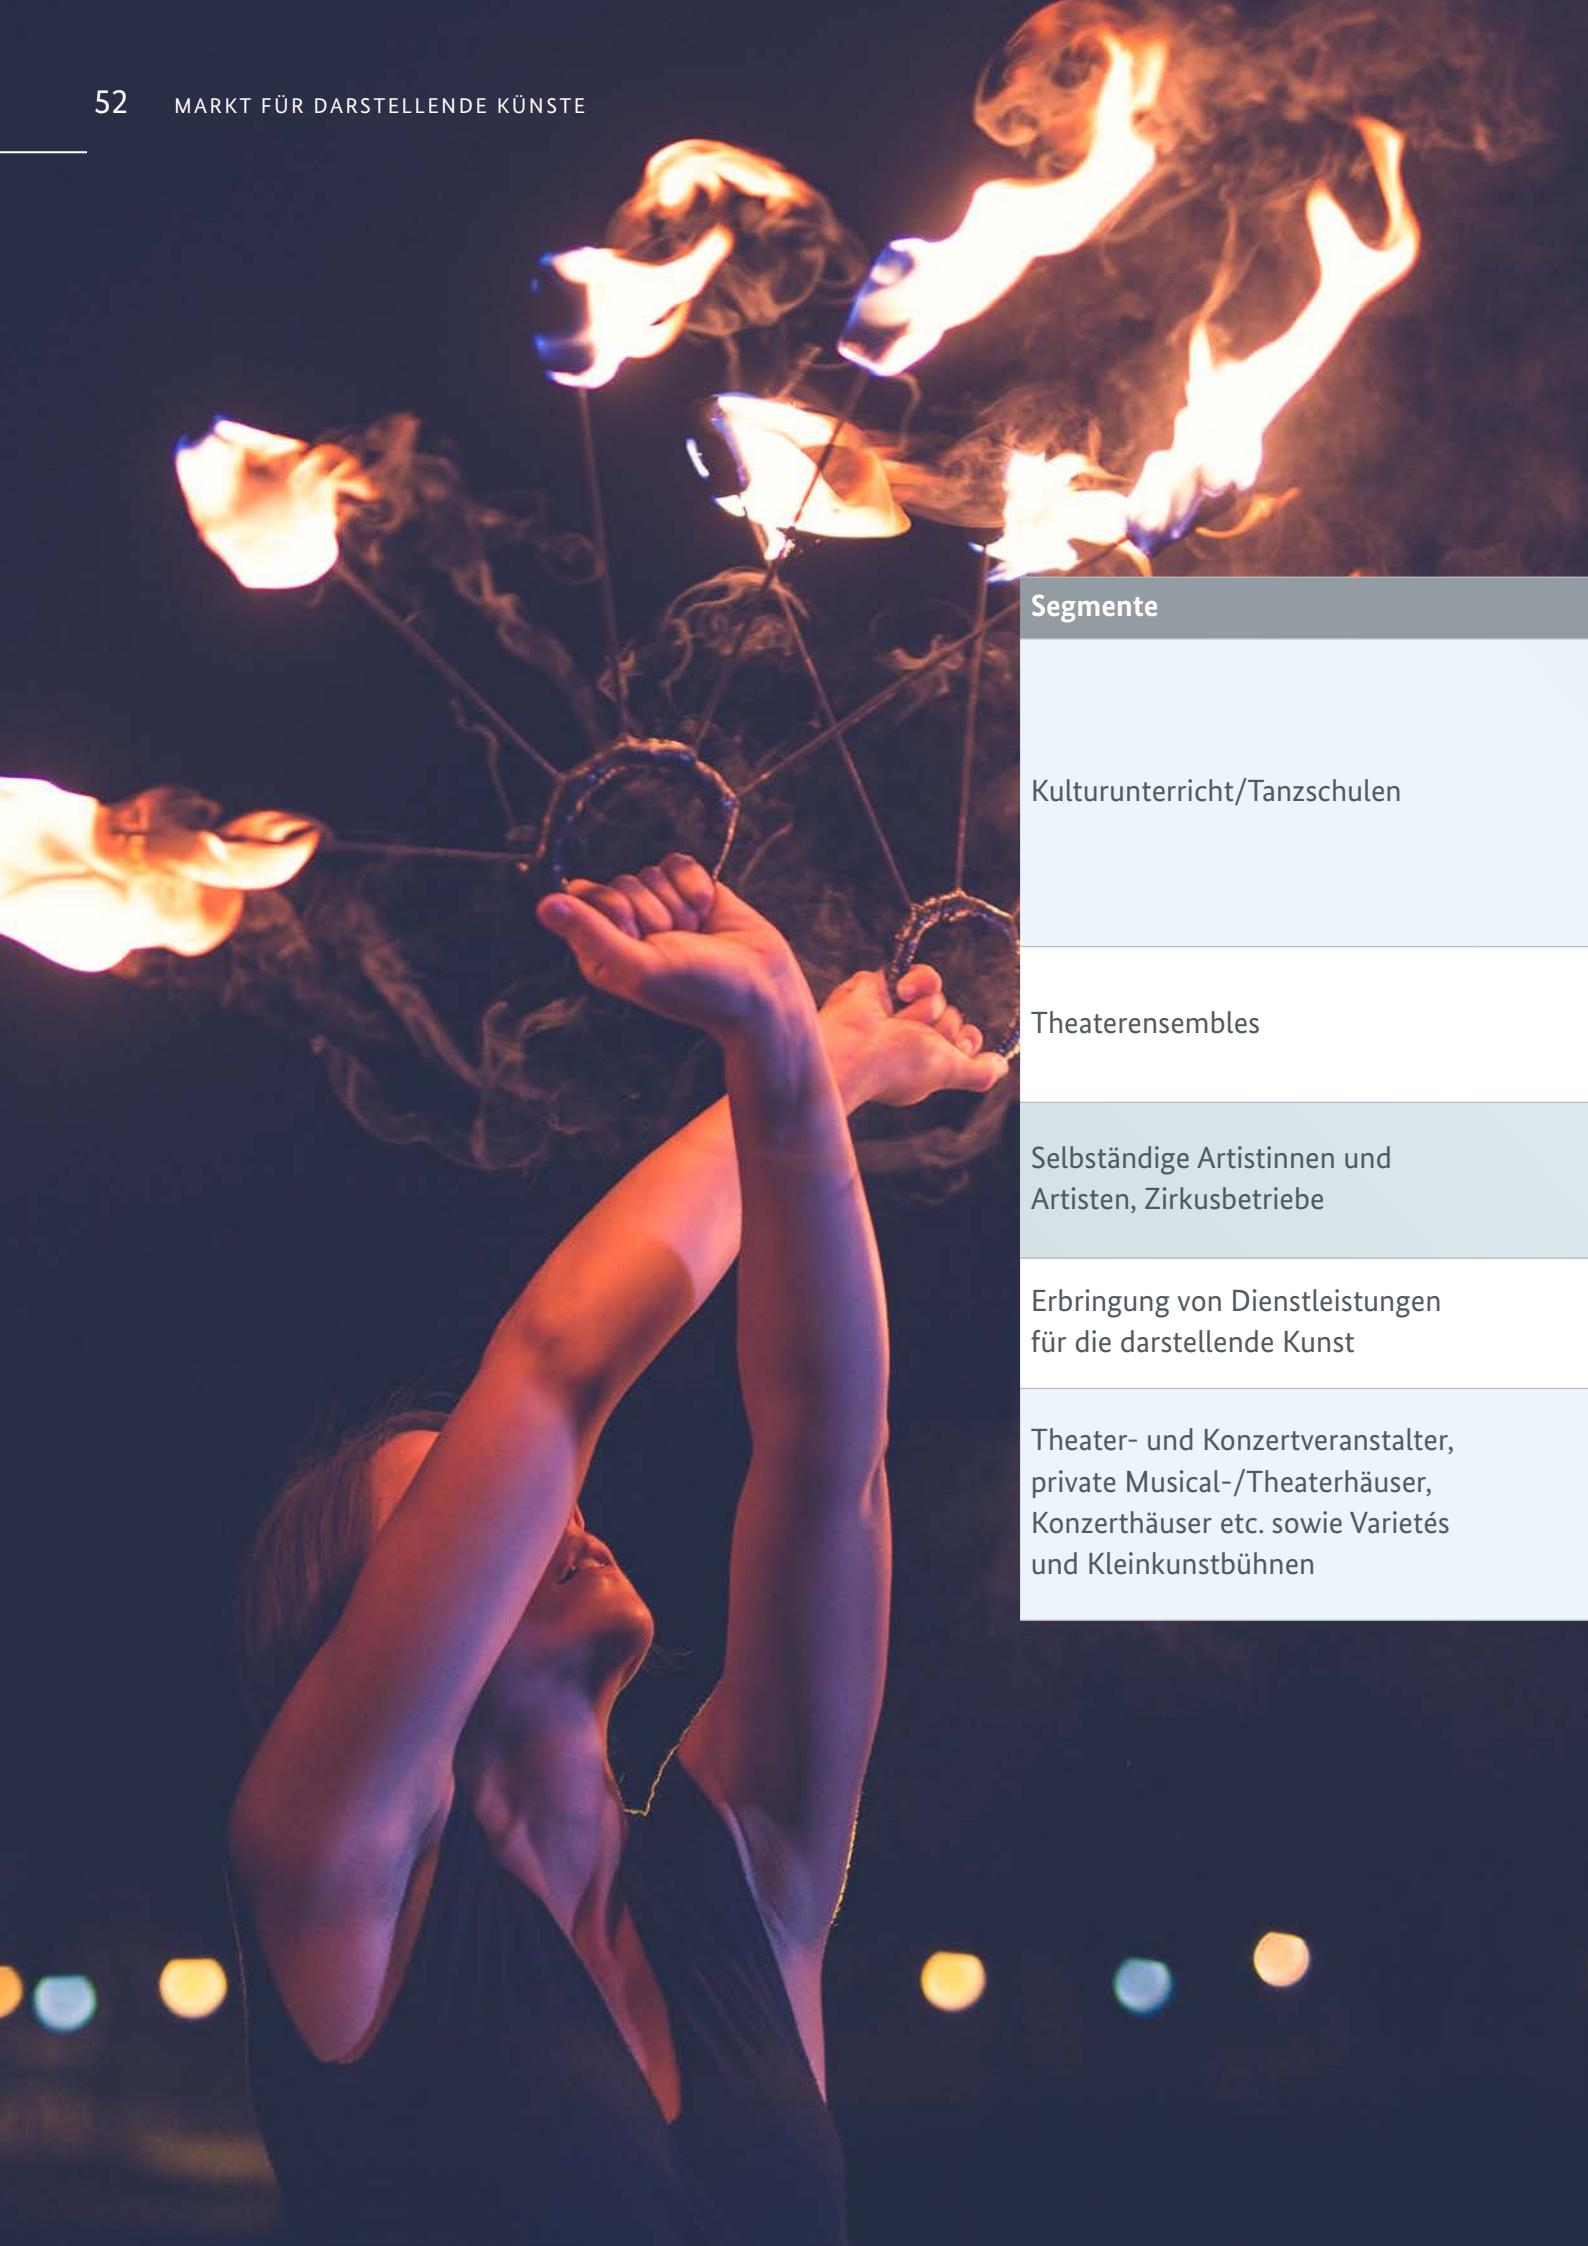 52 MARKT FÜR DARSTELLENDE KÜNSTE
Segmente
Kulturunterricht/Tanzschulen
Theaterensembles
Selbständige Artistinnen und
Artisten, Zirkusbetriebe
Erbringung von Dienstleistungen
für die darstellende Kunst
Theater- und Konzertveranstalter,
private Musical-/Theaterhäuser,
Konzerthäuser etc. sowie Varietés
und Kleinkunstbühnen